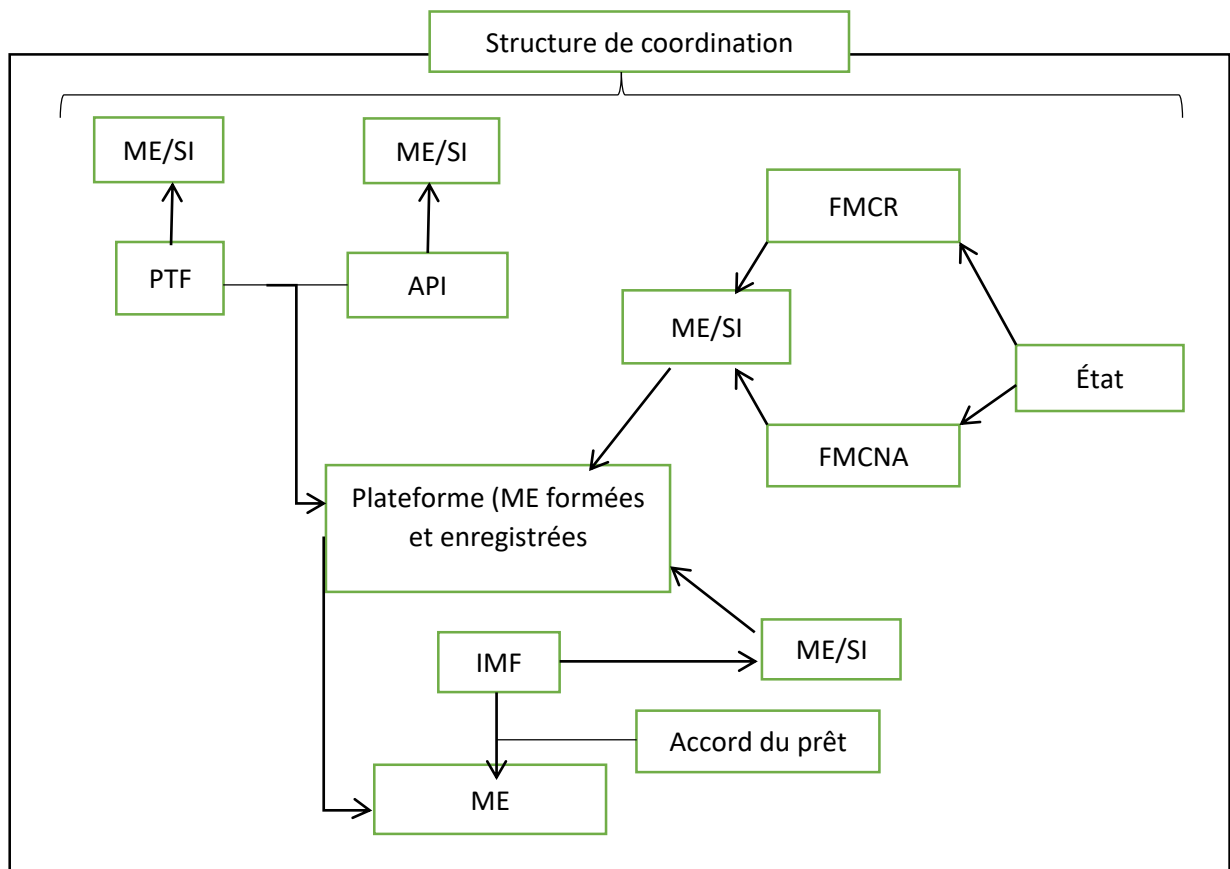 Structure de coordination
ME/SI
ME/SI
FMCR
PTF
API
ME/SI
État
FMCNA
Plateforme (ME formées
et enregistrées
IMF
ME/SI
Accord du prêt
ME